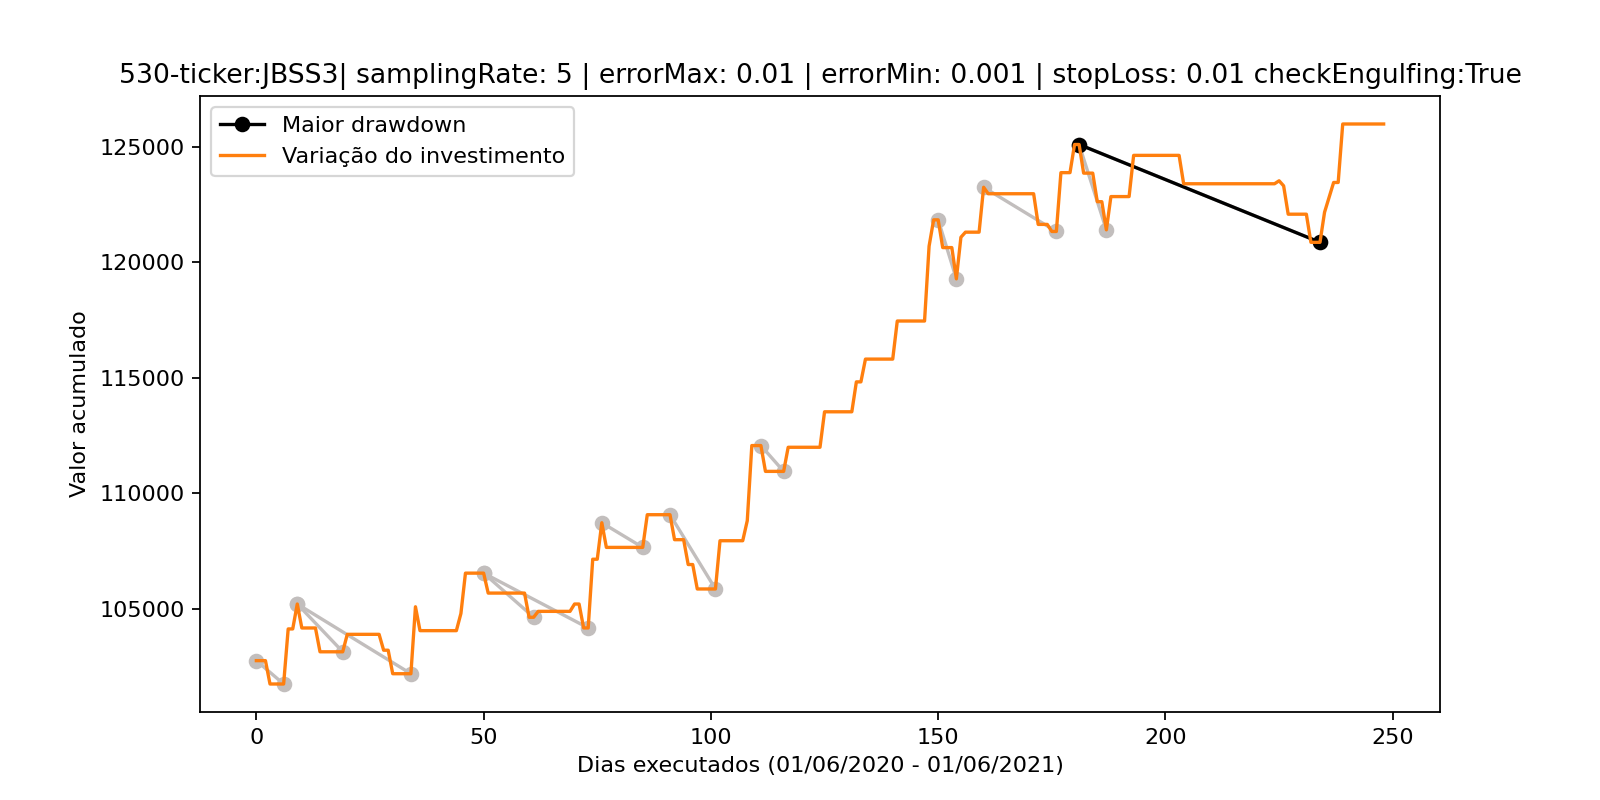 530-ticker:JBSS3| samplingRate: 5 | errorMax: 0.01 | errorMin: 0.001 | stopLoss: 0.01 checkEngulfing:True
Maior drawdown
Variação do investimento
Valor acumulado
125000
120000
115000
110000
105000
0 50 100 150 200 250
Dias executados (01/06/2020 - 01/06/2021)